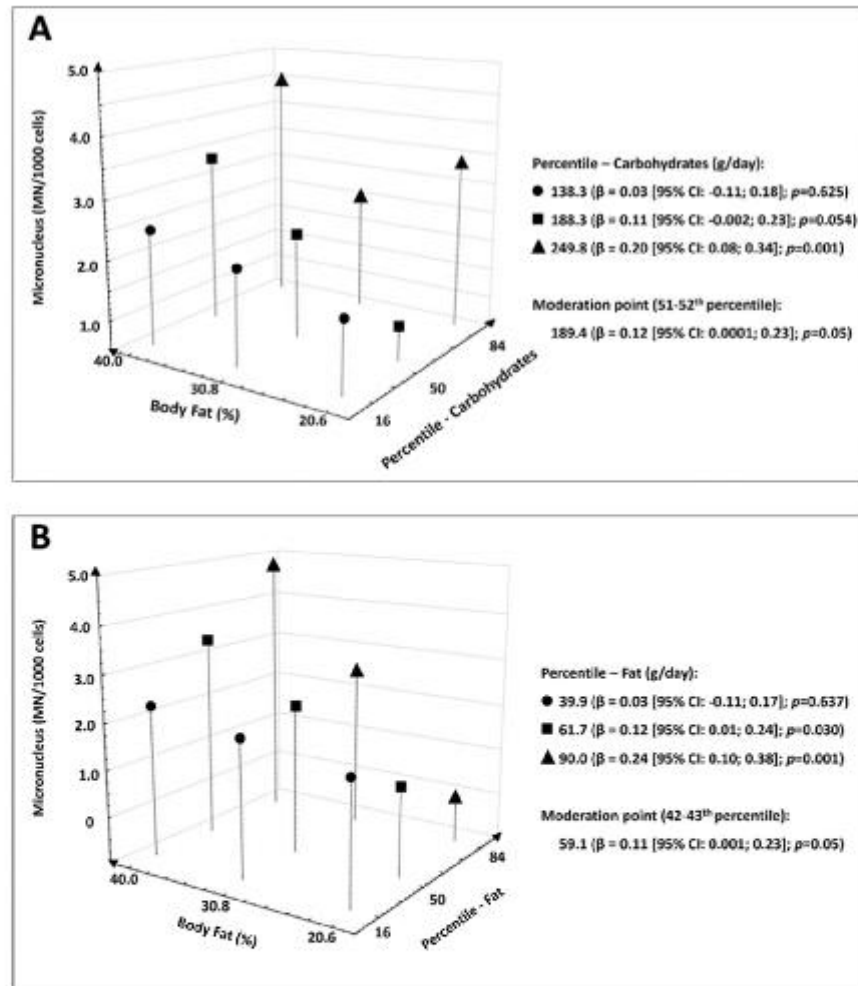 A
Micronucleus (MN/1000 cells)
5.0
4.0
3.0
2.0
1.0
40.0
30.8
20.6
Body Fat (%)
16
50
84
Percentile - Carbohydrates
Percentile – Carbohydrates (g/day):
● 138.3 (β = 0.03 [95% CI: -0.11; 0.18]; p=0.625)
■ 188.3 (β = 0.11 [95% CI: -0.002; 0.23]; p=0.054)
▲ 249.8 (β = 0.20 [95% CI: 0.08; 0.34]; p=0.001)
Moderation point (51-52th percentile):
189.4 (β = 0.12 [95% CI: 0.0001; 0.23]; p=0.05)
B
Micronucleus (MN/1000 cells)
5.0
4.0
3.0
2.0
1.0
0
40.0
30.8
20.6
Body Fat (%)
16
50
84
Percentile - Fat
Percentile – Fat (g/day):
● 39.9 (β = 0.03 [95% CI: -0.11; 0.17]; p=0.637)
■ 61.7 (β = 0.12 [95% CI: 0.01; 0.24]; p=0.030)
▲ 90.0 (β = 0.24 [95% CI: 0.10; 0.38]; p=0.001)
Moderation point (42-43th percentile):
59.1 (β = 0.11 [95% CI: 0.001; 0.23]; p=0.05)